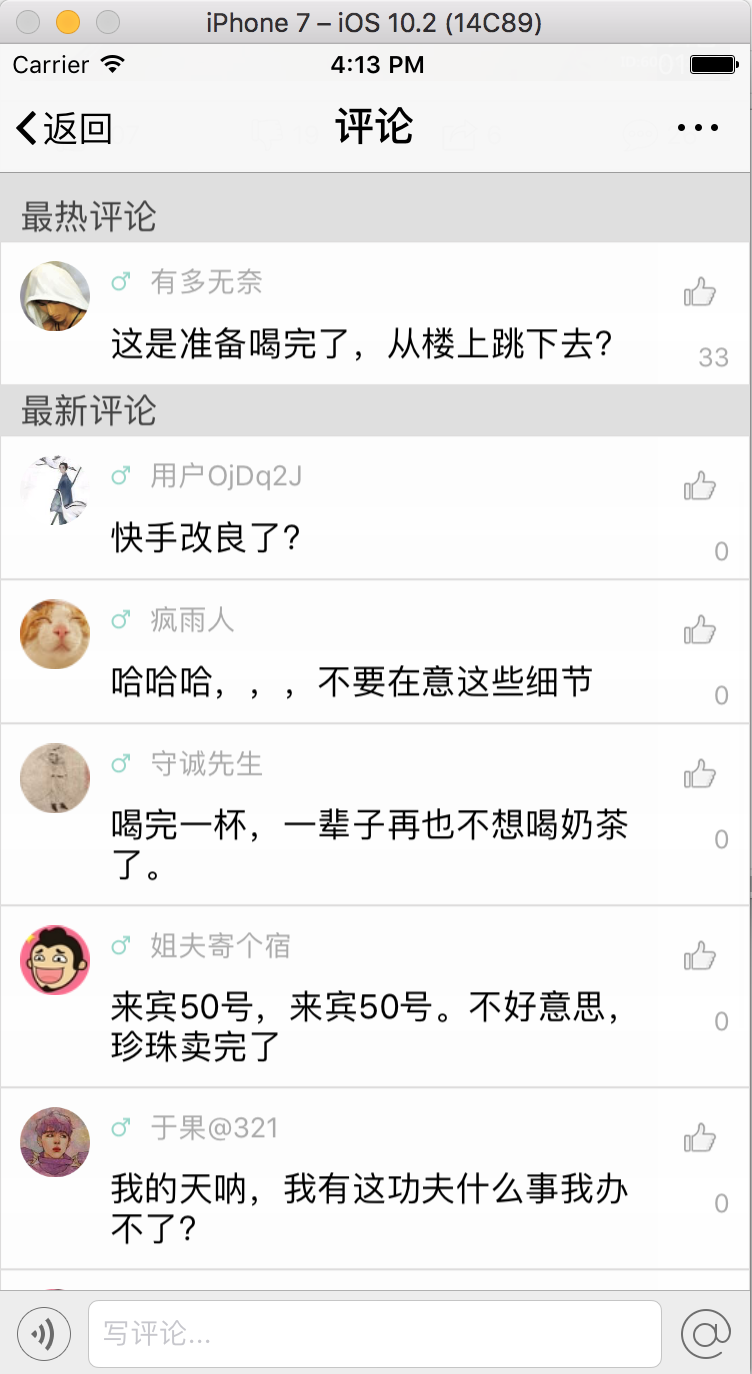 iPhone 7 – iOS 10.2 (14C89)
Carrier 4:13 PM
返回 评论
最热评论
有多无奈
这是准备喝完了，从楼上跳下去?
33
最新评论
用户OjDq2J
快手改良了?
0
疯雨人
哈哈哈，，，不要在意这些细节
0
守诚先生
喝完一杯，一辈子再也不想喝奶茶
了。
0
姐夫寄个宿
来宾50号，来宾50号。不好意思，
珍珠卖完了
0
于果@321
我的天呐，我有这功夫什么事我办
不了?
0
写评论...